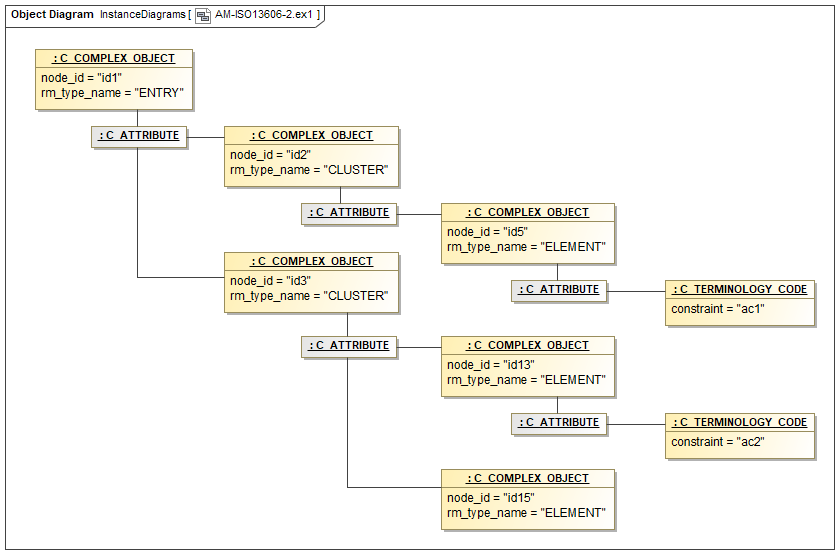 Object Diagram InstanceDiagrams [ AM-ISO13606-2.ex1 ]
: C_COMPLEX_OBJECT
node_id = "id1"
rm_type_name = "ENTRY"
: C_ATTRIBUTE
: C_COMPLEX_OBJECT
node_id = "id2"
rm_type_name = "CLUSTER"
: C_ATTRIBUTE
: C_COMPLEX_OBJECT
node_id = "id5"
rm_type_name = "ELEMENT"
: C_ATTRIBUTE
: C_TERMINOLOGY_CODE
constraint = "ac1"
: C_COMPLEX_OBJECT
node_id = "id3"
rm_type_name = "CLUSTER"
: C_ATTRIBUTE
: C_COMPLEX_OBJECT
node_id = "id13"
rm_type_name = "ELEMENT"
: C_ATTRIBUTE
: C_TERMINOLOGY_CODE
constraint = "ac2"
: C_COMPLEX_OBJECT
node_id = "id15"
rm_type_name = "ELEMENT"